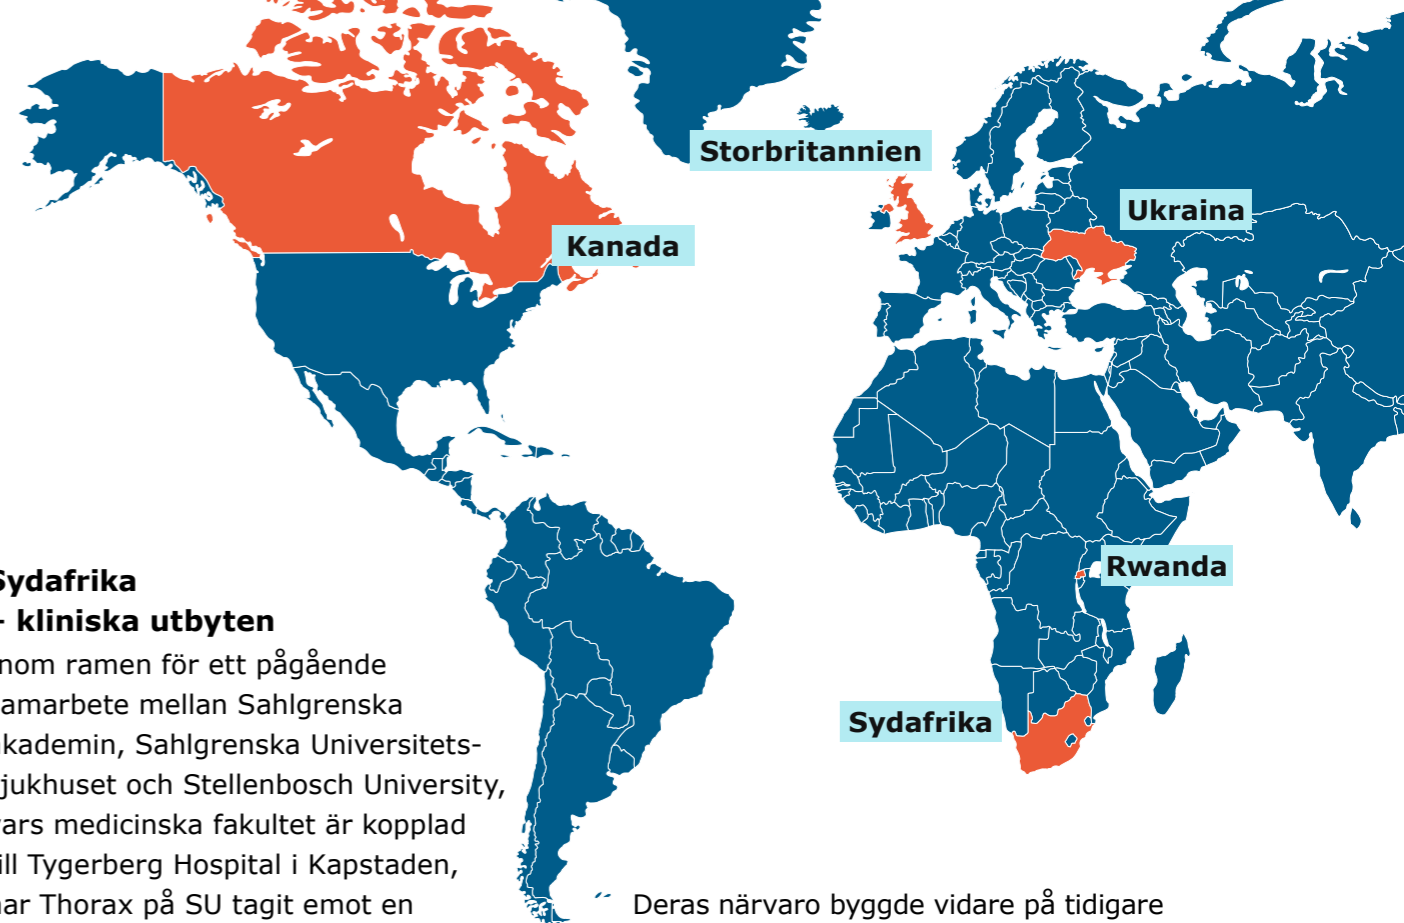 Storbritannien
Ukraina
Kanada
Rwanda
Sydafrika
Sydafrika
– kliniska utbyten
nom ramen för ett pågående
amarbete mellan Sahlgrenska
akademin, Sahlgrenska Universitets-
jukhuset och Stellenbosch University,
vars medicinska fakultet är kopplad
ill Tygerberg Hospital i Kapstaden,
har Thorax på SU tagit emot en
Deras närvaro byggde vidare på tidigare